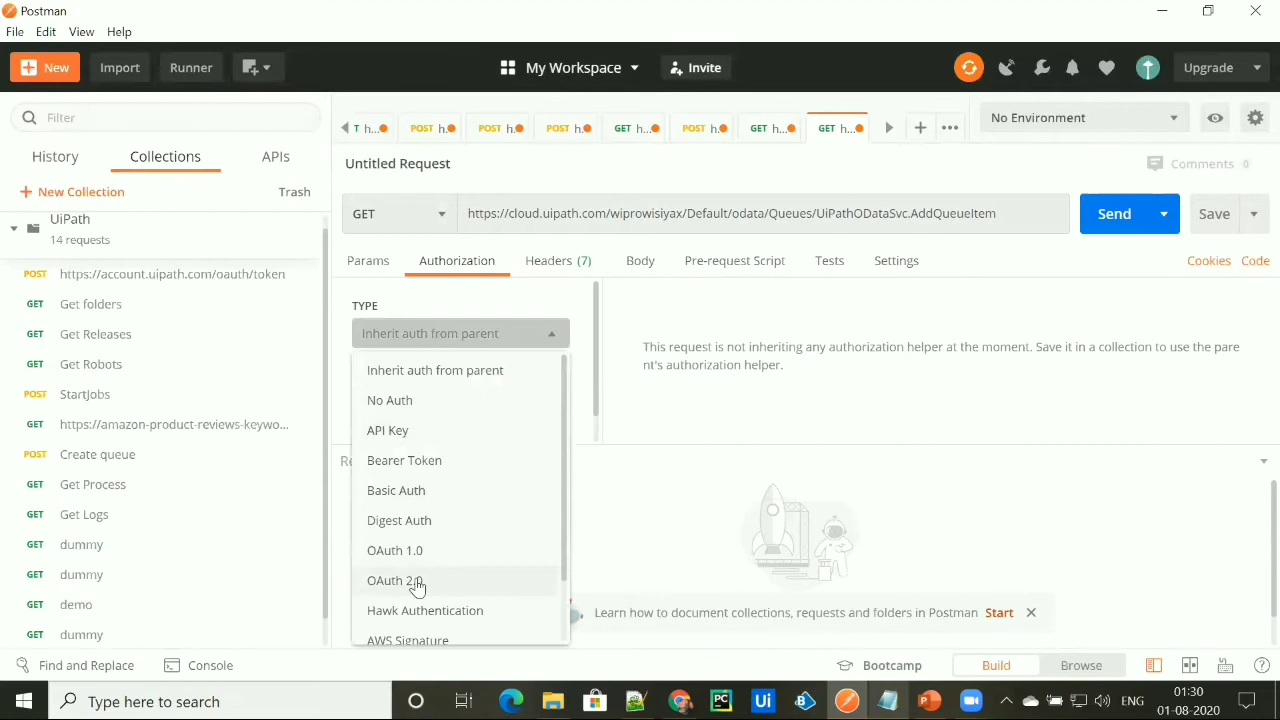 Postman
File Edit View Help
New Import Runner My Workspace Invite Upgrade
Filter
History Collections APIs
New Collection Trash
UiPath
14 requests
POST https://account.uipath.com/oauth/token
GET Get folders
GET Get Releases
GET Get Robots
POST StartJobs
GET https://amazon-product-reviews-keywo...
POST Create queue
GET Get Process
GET Get Logs
GET dummy
GET dummy
GET demo
GET dummy
T h... POST h... POST h... POST h... GET h... POST h... GET h... GET h... No Environment
Untitled Request Comments 0
GET https://cloud.uipath.com/wiprowisiyax/Default/odata/Queues/UiPathODataSvc.AddQueueItem Send Save
Params Authorization Headers (7) Body Pre-request Script Tests Settings Cookies Code
TYPE
Inherit auth from parent
Inherit auth from parent
No Auth
API Key
Bearer Token
Basic Auth
Digest Auth
OAuth 1.0
OAuth 2.0
Hawk Authentication
AWS Signature
This request is not inheriting any authorization helper at the moment. Save it in a collection to use the pare
nt's authorization helper.
Learn how to document collections, requests and folders in Postman Start
Find and Replace Console Bootcamp Build Browse
Type here to search PC Ui ENG 01:30
01-08-2020